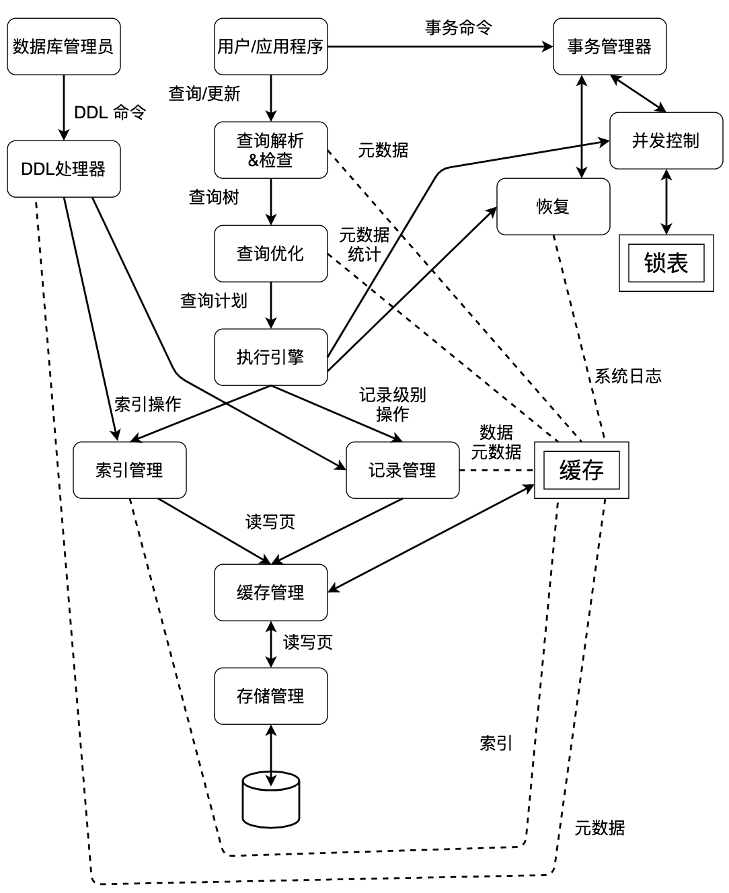 数据库管理员
用户/应用程序
事务命令
事务管理器
查询/更新
DDL 命令
查询解析
&检查
元数据
并发控制
DDL处理器
查询树
恢复
元数据
统计
查询优化
锁表
查询计划
执行引擎
系统日志
索引操作
记录级别
操作
数据
元数据
索引管理
记录管理
缓存
读写页
缓存管理
读写页
存储管理
索引
元数据